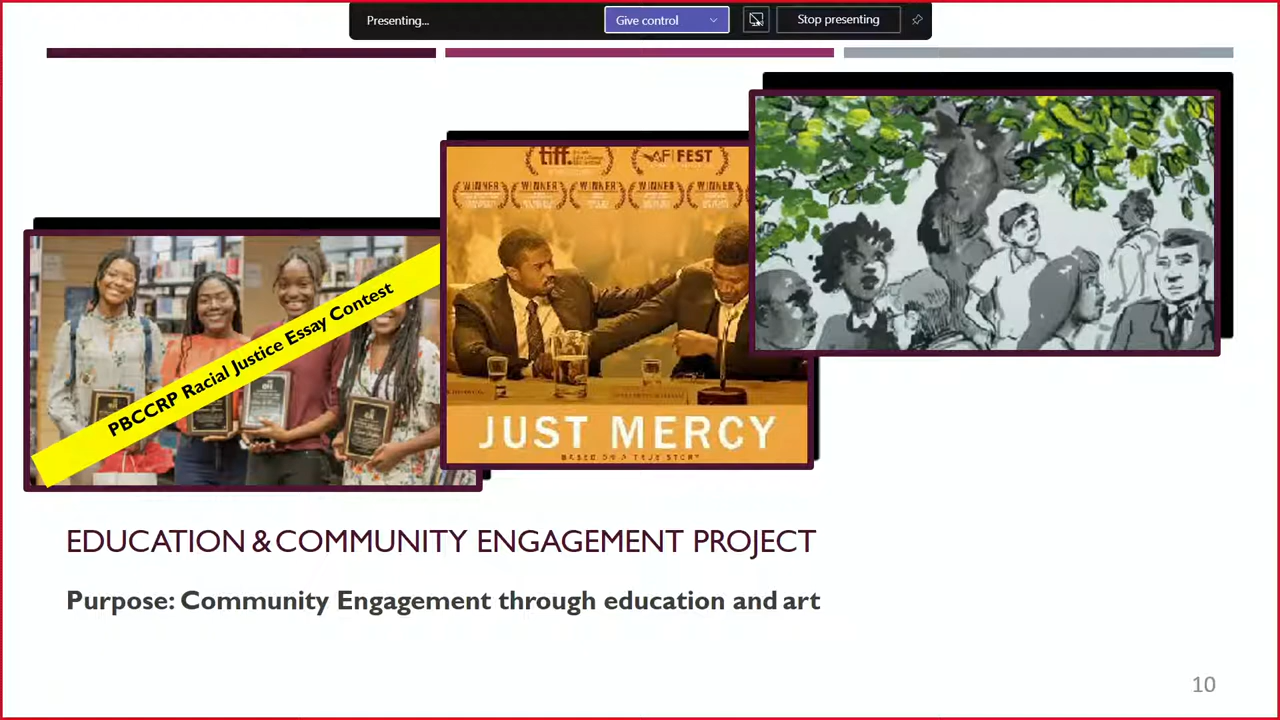 Presenting...
Give control
Stop presenting
PBCCRP Racial Justice Essay Contest
tiff.
AFI FEST
WINNER WINNER WINNER WINNER WINNER
JUST MERCY
BASED ON A TRUE STORY
EDUCATION & COMMUNITY ENGAGEMENT PROJECT
Purpose: Community Engagement through education and art
10